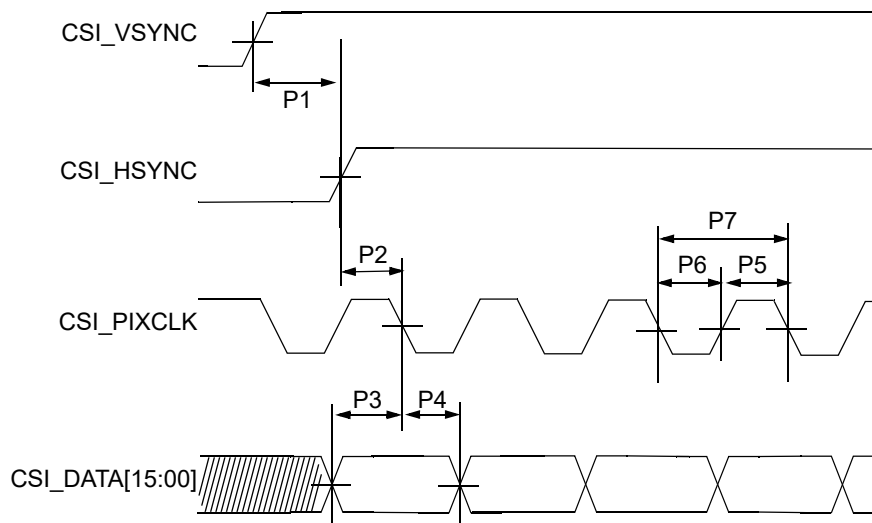 CSI_VSYNC
P1
CSI_HSYNC
P7
P2
P6
P5
CSI_PIXCLK
P3
P4
CSI_DATA[15:00]